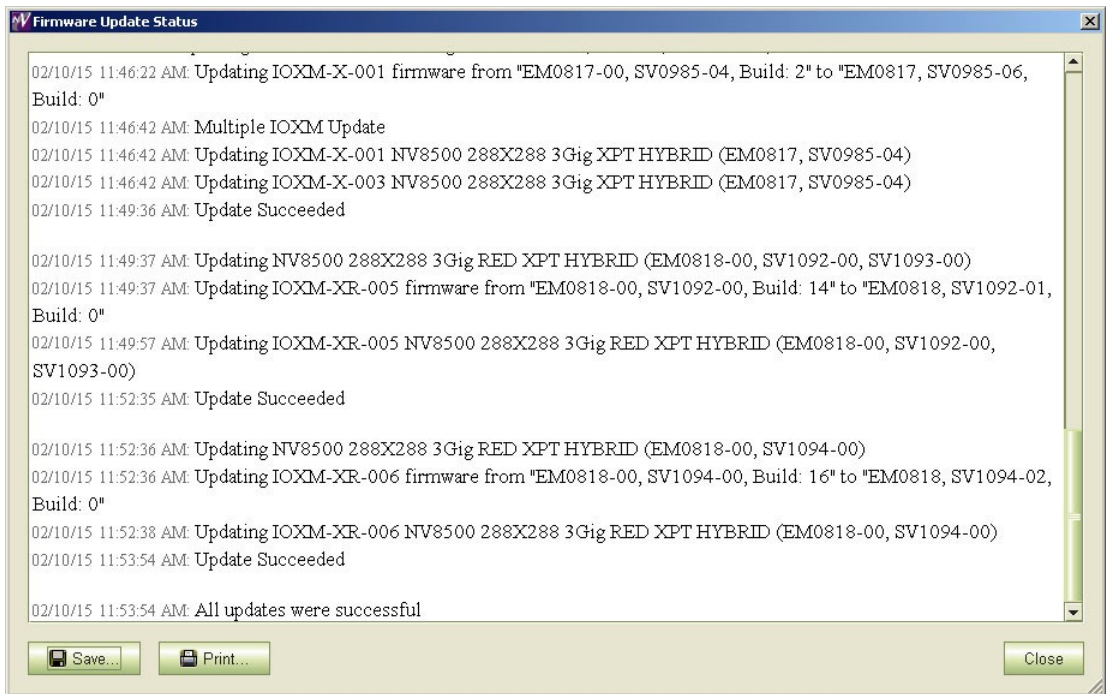 Firmware Update Status
02/10/15 11:46:22 AM: Updating IOXM-X-001 firmware from "EM0817-00, SV0985-04, Build: 2" to "EM0817, SV0985-06,
Build: 0"
02/10/15 11:46:42 AM: Multiple IOXM Update
02/10/15 11:46:42 AM: Updating IOXM-X-001 NV8500 288X288 3Gig XPT HYBRID (EM0817, SV0985-04)
02/10/15 11:46:42 AM: Updating IOXM-X-003 NV8500 288X288 3Gig XPT HYBRID (EM0817, SV0985-04)
02/10/15 11:49:36 AM: Update Succeeded
02/10/15 11:49:37 AM: Updating NV8500 288X288 3Gig RED XPT HYBRID (EM0818-00, SV1092-00, SV1093-00)
02/10/15 11:49:37 AM: Updating IOXM-XR-005 firmware from "EM0818-00, SV1092-00, Build: 14" to "EM0818, SV1092-01,
Build: 0"
02/10/15 11:49:57 AM: Updating IOXM-XR-005 NV8500 288X288 3Gig RED XPT HYBRID (EM0818-00, SV1092-00,
SV1093-00)
02/10/15 11:52:35 AM: Update Succeeded
02/10/15 11:52:36 AM: Updating NV8500 288X288 3Gig RED XPT HYBRID (EM0818-00, SV1094-00)
02/10/15 11:52:36 AM: Updating IOXM-XR-006 firmware from "EM0818-00, SV1094-00, Build: 16" to "EM0818, SV1094-02,
Build: 0"
02/10/15 11:52:38 AM: Updating IOXM-XR-006 NV8500 288X288 3Gig RED XPT HYBRID (EM0818-00, SV1094-00)
02/10/15 11:53:54 AM: Update Succeeded
02/10/15 11:53:54 AM: All updates were successful
Save... Print... Close